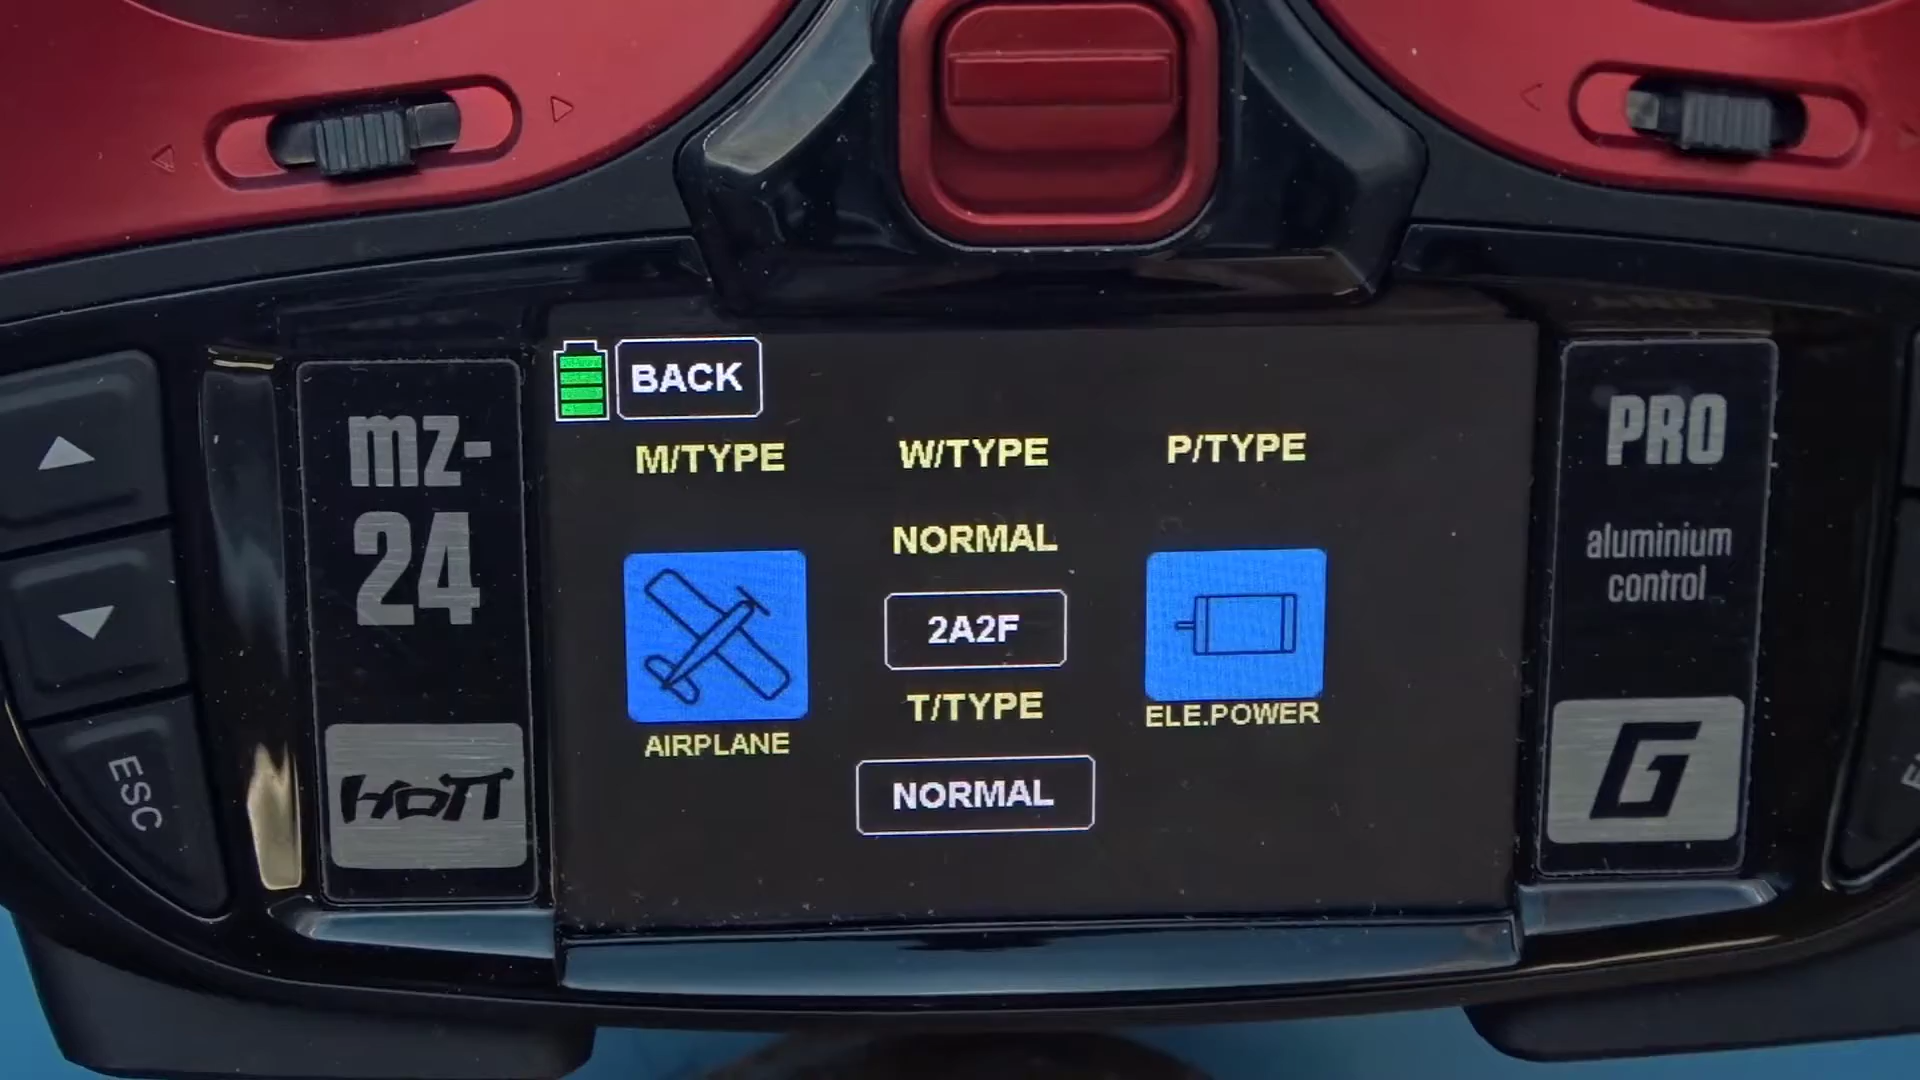 BACK
M/TYPE
W/TYPE
P/TYPE
NORMAL
2A2F
T/TYPE
NORMAL
AIRPLANE
ELE.POWER
mz-
24
HoTT
ESC
PRO
aluminium
control
G